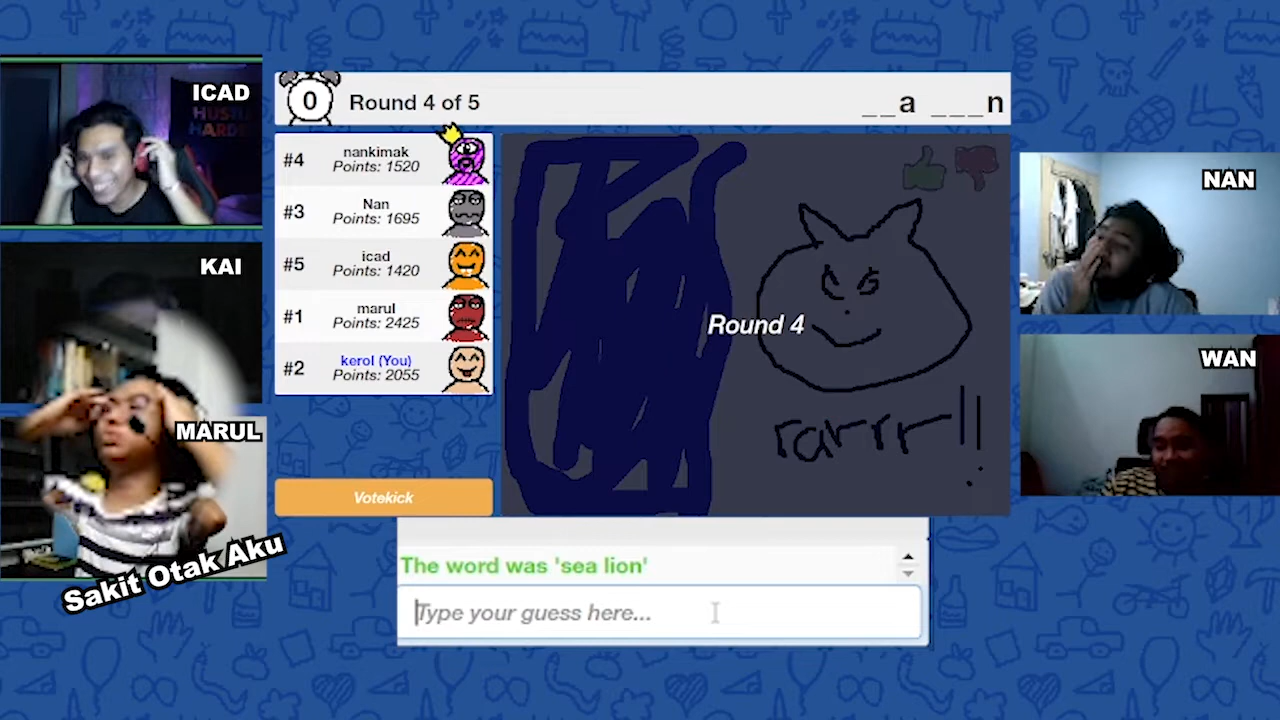 ICAD
HUSTLE
HARDER
KAI
MARUL
Sakit Otak Aku
NAN
WAN
0
Round 4 of 5
__a ___n
#4
nankimak
Points: 1520
#3
Nan
Points: 1695
#5
icad
Points: 1420
#1
marul
Points: 2425
#2
kerol (You)
Points: 2055
Votekick
Round 4
rarrr!!
The word was 'sea lion'
Type your guess here...